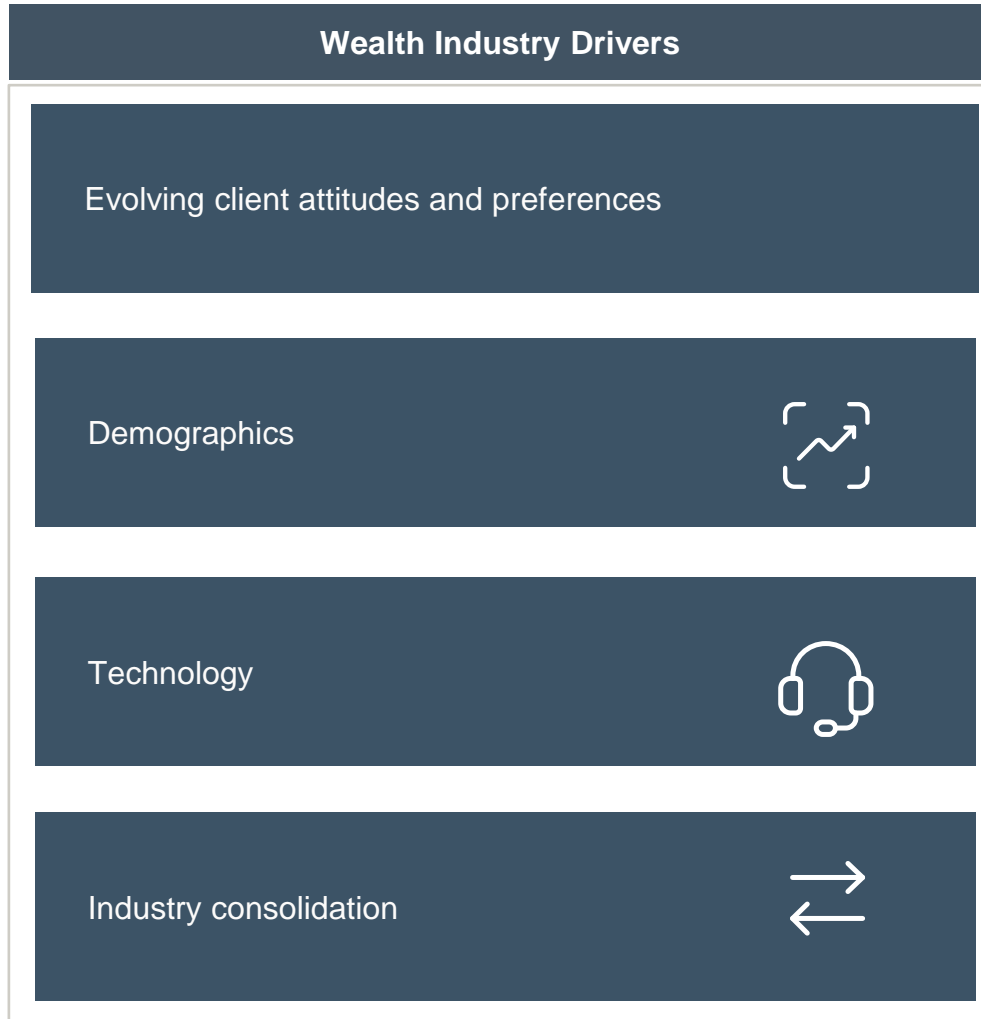 Wealth Industry Drivers
Evolving client attitudes and preferences
Demographics
Technology
Industry consolidation